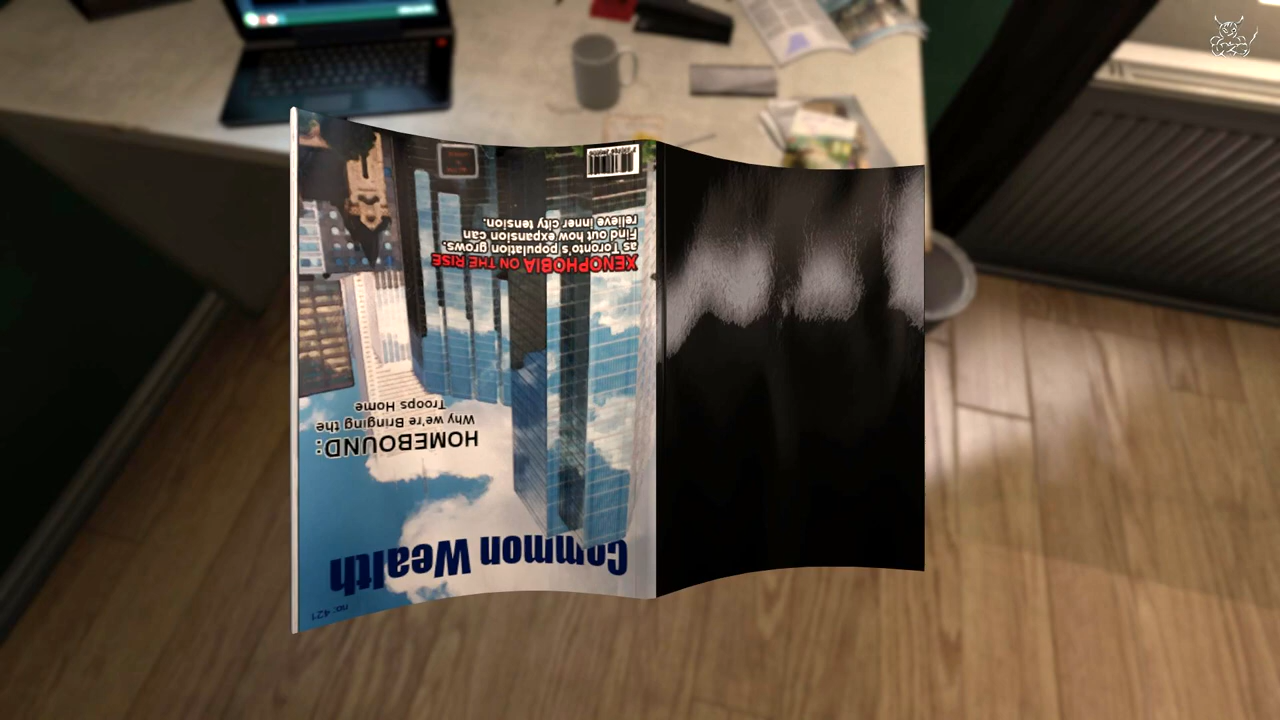 Common Wealth
no: 421
HOMEBOUND:
Why we're Bringing the
Troops Home
XENOPHOBIA ON THE RISE
as Toronto's population grows.
Find out how expansion can
relieve inner city tension.